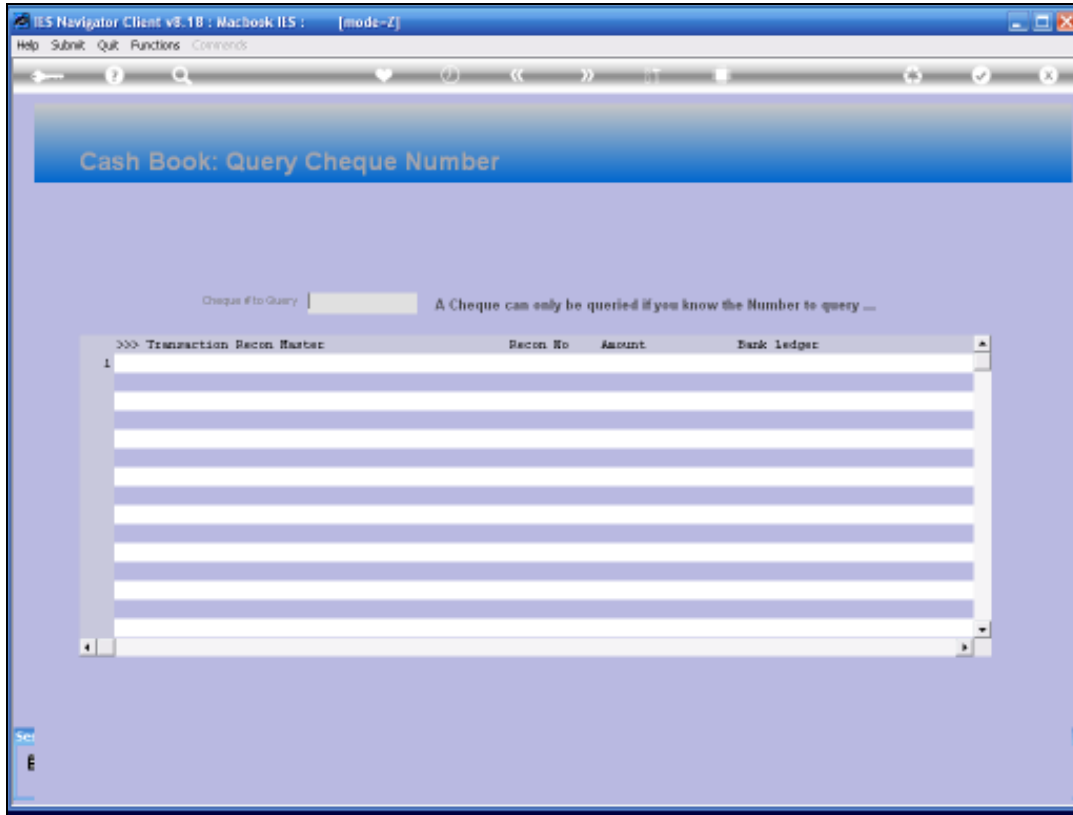 IES Navigator Client v8.18 : Macbook IES : [mode-Z]
Help Submit Quit Functions Commands
Cash Book: Query Cheque Number
Cheque # to Query
A Cheque can only be queried if you know the Number to query ...
>>> Transaction Recon Master Recon No Amount Bank ledger
1
Ser